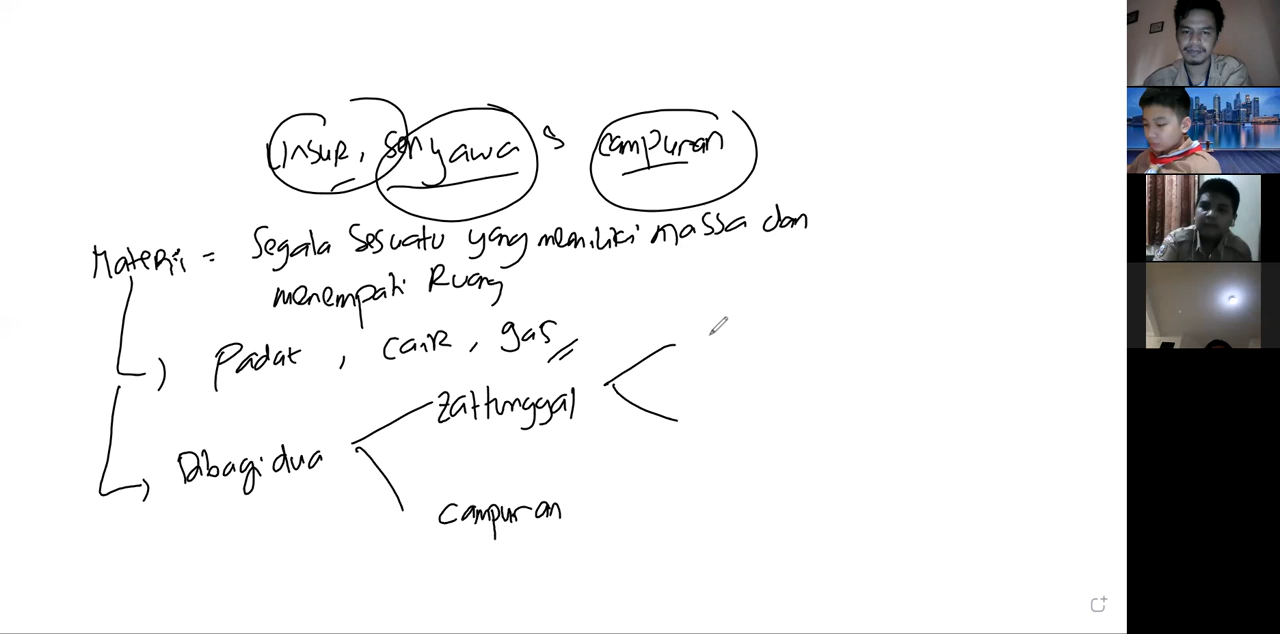 Unsur, senyawa, campuran
Materi = Segala Sesuatu yang memiliki massa dan
menempati Ruang
Padat, cair, gas
Zat tunggal
Dibagi dua
campuran